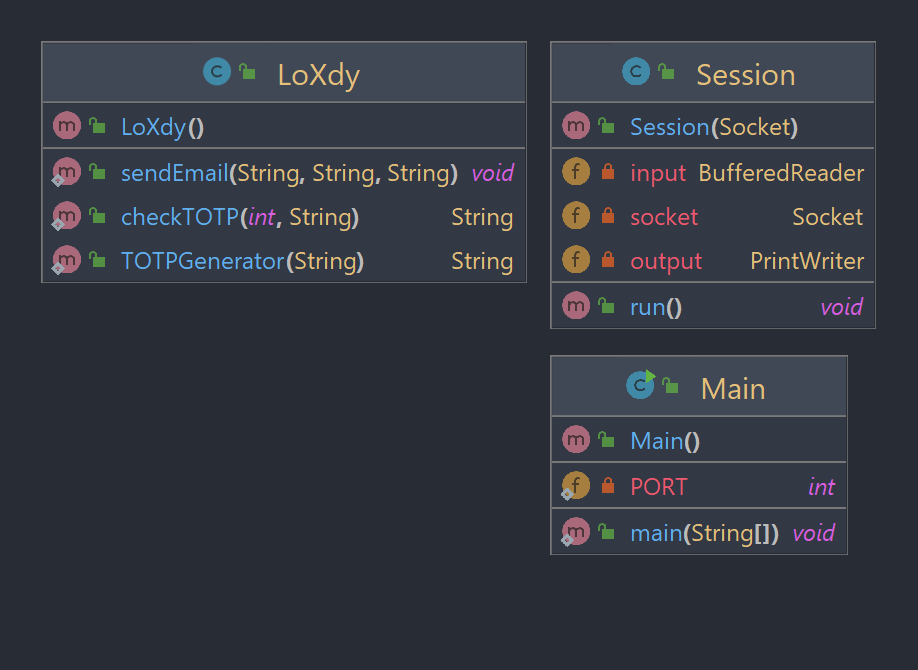 LoXdy
LoXdy()
sendEmail(String, String, String) void
checkTOTP(int, String) String
TOTPGenerator(String) String
Session
Session(Socket)
input BufferedReader
socket Socket
output PrintWriter
run() void
Main
Main()
PORT int
main(String[]) void